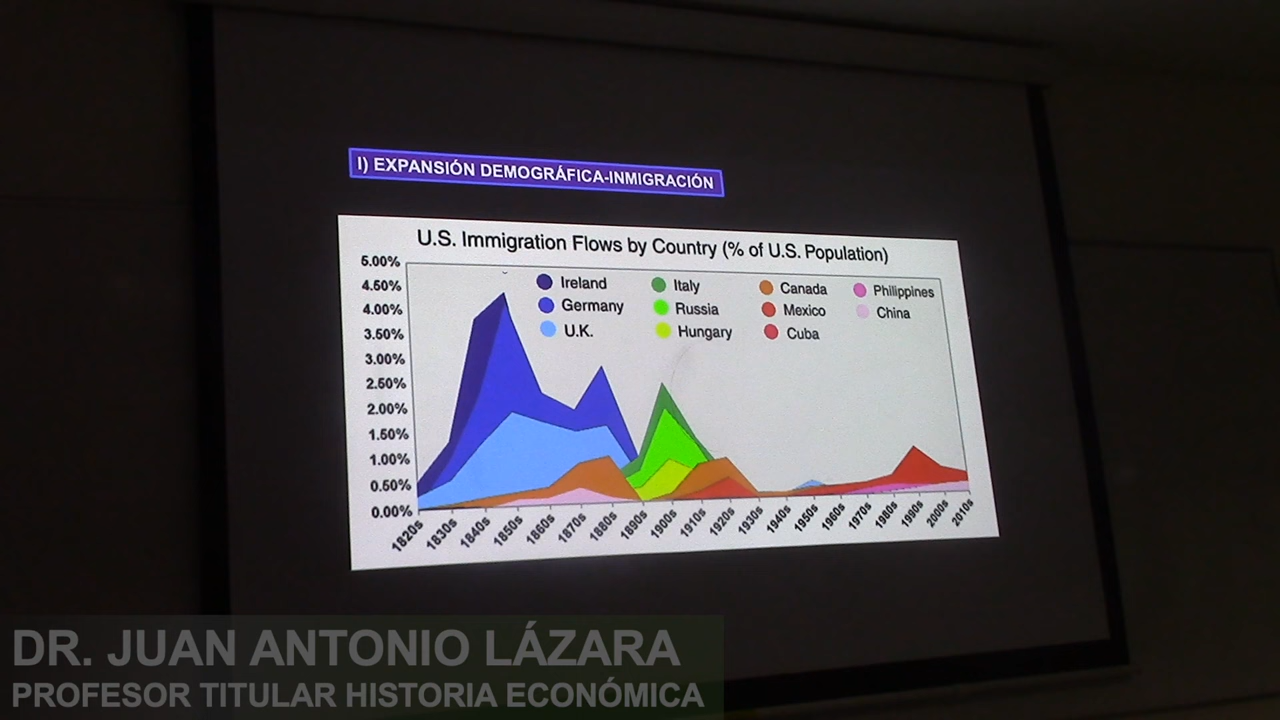 I) EXPANSIÓN DEMOGRÁFICA-INMIGRACIÓN
U.S. Immigration Flows by Country (% of U.S. Population)
5.00%
4.50%
4.00%
3.50%
3.00%
2.50%
2.00%
1.50%
1.00%
0.50%
0.00%
Ireland
Germany
U.K.
Italy
Russia
Hungary
Canada
Mexico
Cuba
Philippines
China
1820s
1830s
1840s
1850s
1860s
1870s
1880s
1890s
1900s
1910s
1920s
1930s
1940s
1950s
1960s
1970s
1980s
1990s
2000s
2010s
DR. JUAN ANTONIO LÁZARA
PROFESOR TITULAR HISTORIA ECONÓMICA